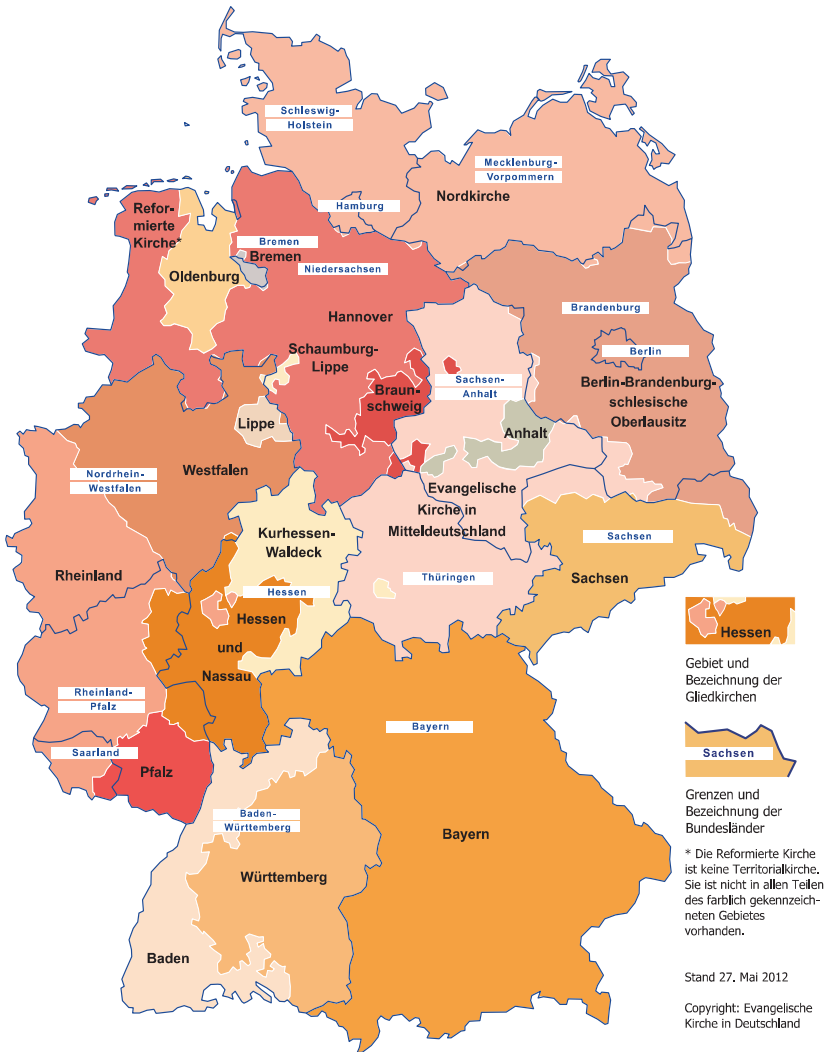 Schleswig-
Holstein
Mecklenburg-
Vorpommern
Nordkirche
Hamburg
Refor-
mierte
Kirche*
Oldenburg
Bremen
Bremen
Niedersachsen
Hannover
Brandenburg
Berlin
Berlin-Brandenburg-
schlesische
Oberlausitz
Schaumburg-
Lippe
Braun-
schweig
Sachsen-
Anhalt
Anhalt
Lippe
Westfalen
Nordrhein-
Westfalen
Rheinland
Evangelische
Kirche in
Mitteldeutschland
Kurhessen-
Waldeck
Hessen
Hessen
und
Nassau
Thüringen
Sachsen
Sachsen
Rheinland-
Pfalz
Saarland
Pfalz
Bayern
Bayern
Baden-
Württemberg
Württemberg
Baden
Hessen
Gebiet und
Bezeichnung der
Gliedkirchen
Sachsen
Grenzen und
Bezeichnung der
Bundesländer
* Die Reformierte Kirche
ist keine Territorialkirche.
Sie ist nicht in allen Teilen
des farblich gekennzeich-
neten Gebietes
vorhanden.
Stand 27. Mai 2012
Copyright: Evangelische
Kirche in Deutschland